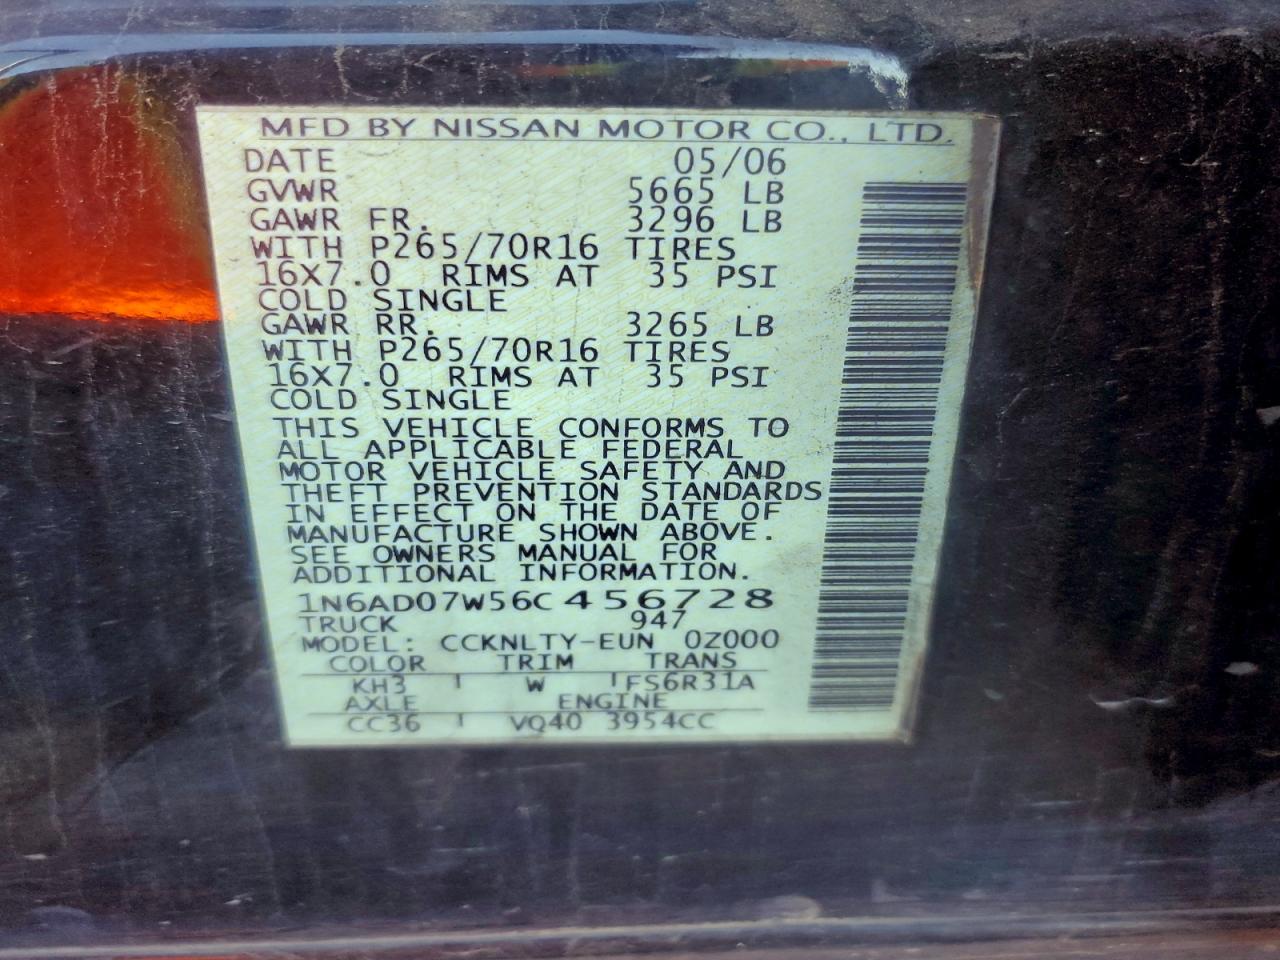 MFD BY NISSAN MOTOR CO., LTD.
DATE 05/06
GVWR 5665 LB
GAWR FR. 3296 LB
WITH P265/70R16 TIRES
16X7.0 RIMS AT 35 PSI
COLD SINGLE
GAWR RR. 3265 LB
WITH P265/70R16 TIRES
16X7.0 RIMS AT 35 PSI
COLD SINGLE
THIS VEHICLE CONFORMS TO
ALL APPLICABLE FEDERAL
MOTOR VEHICLE SAFETY AND
THEFT PREVENTION STANDARDS
IN EFFECT ON THE DATE OF
MANUFACTURE SHOWN ABOVE.
SEE OWNERS MANUAL FOR
ADDITIONAL INFORMATION.
1N6AD07W56C456728
TRUCK 947
MODEL: CCKNLTY-EUN 0Z000
COLOR TRIM TRANS
KH3 W FS6R31A
AXLE ENGINE
CC36 VQ40 3954CC